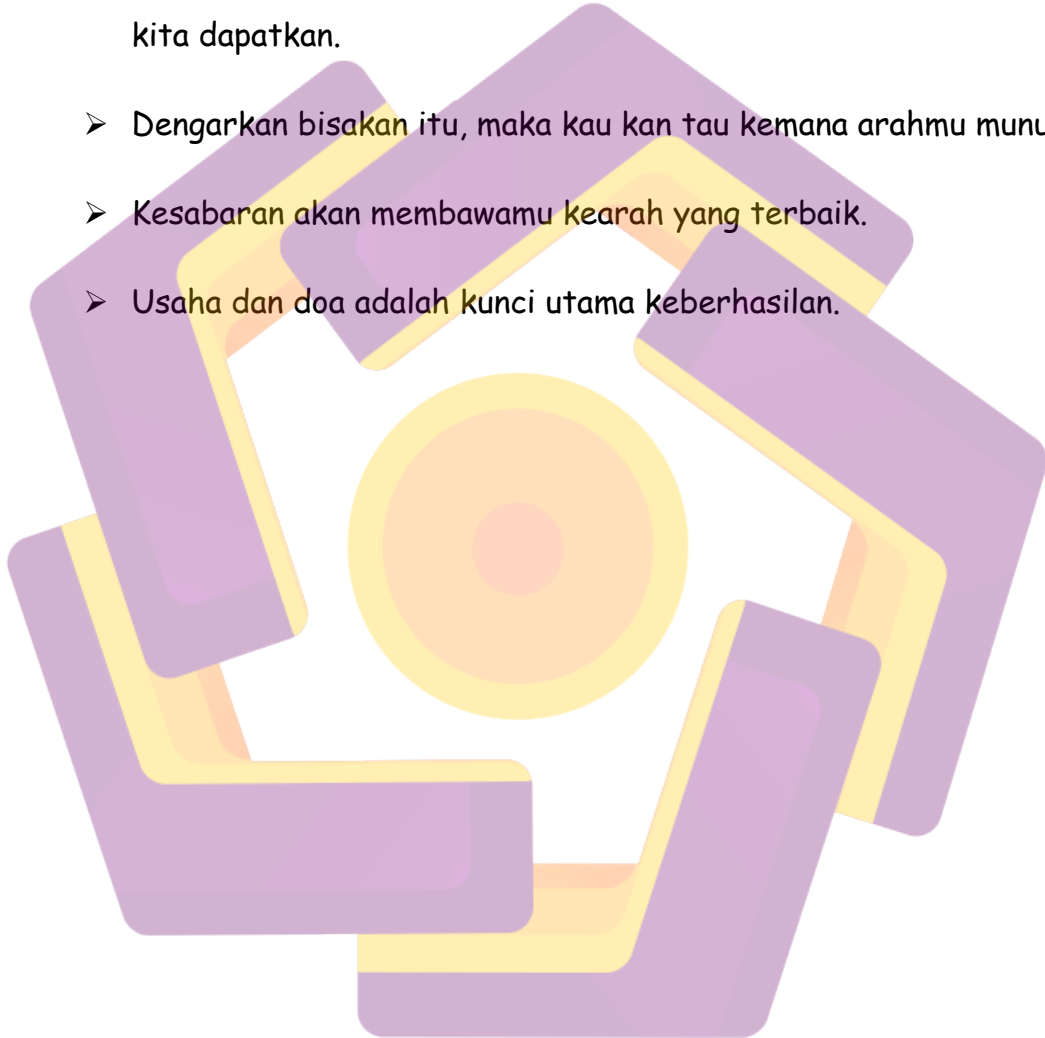 kita dapatkan.
➢ Dengarkan bisakan itu, maka kau kan tau kemana arahmu
➢ Kesabaran akan membawamu kearah yang terbaik.
➢ Usaha dan doa adalah kunci utama keberhasilan.